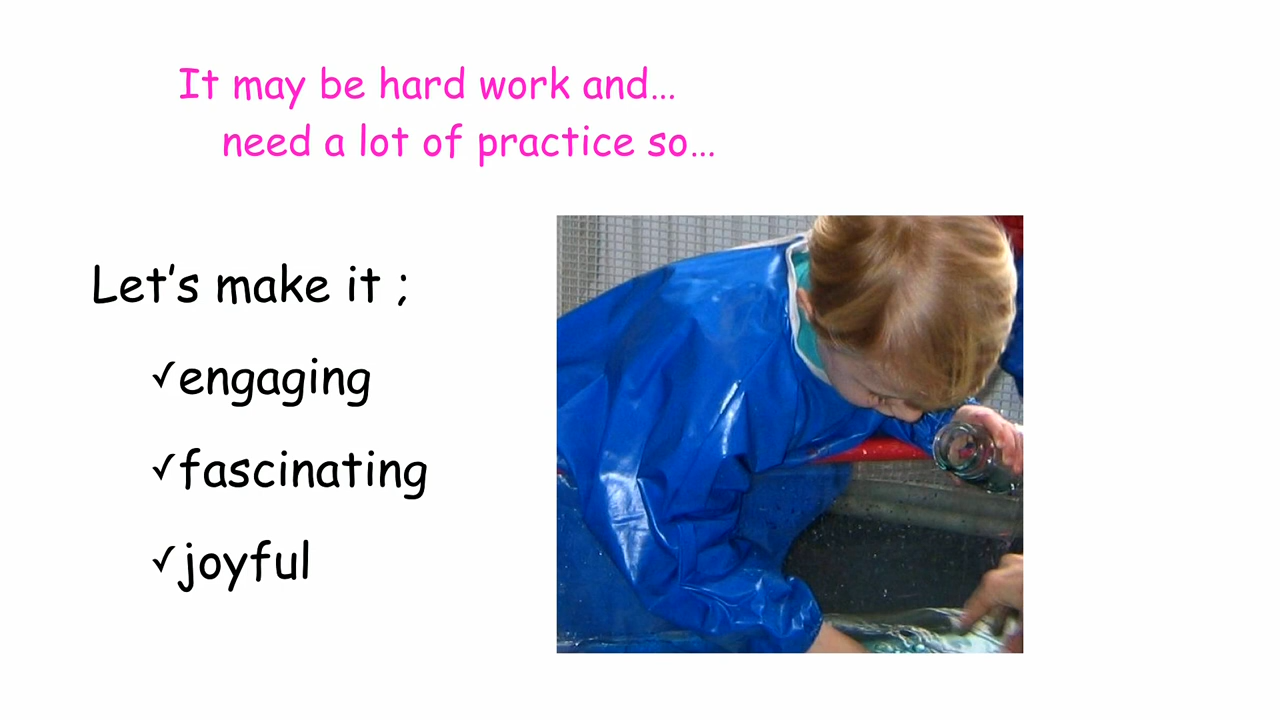 It may be hard work and…
need a lot of practice so…
Let’s make it ;
✓engaging
✓fascinating
✓joyful